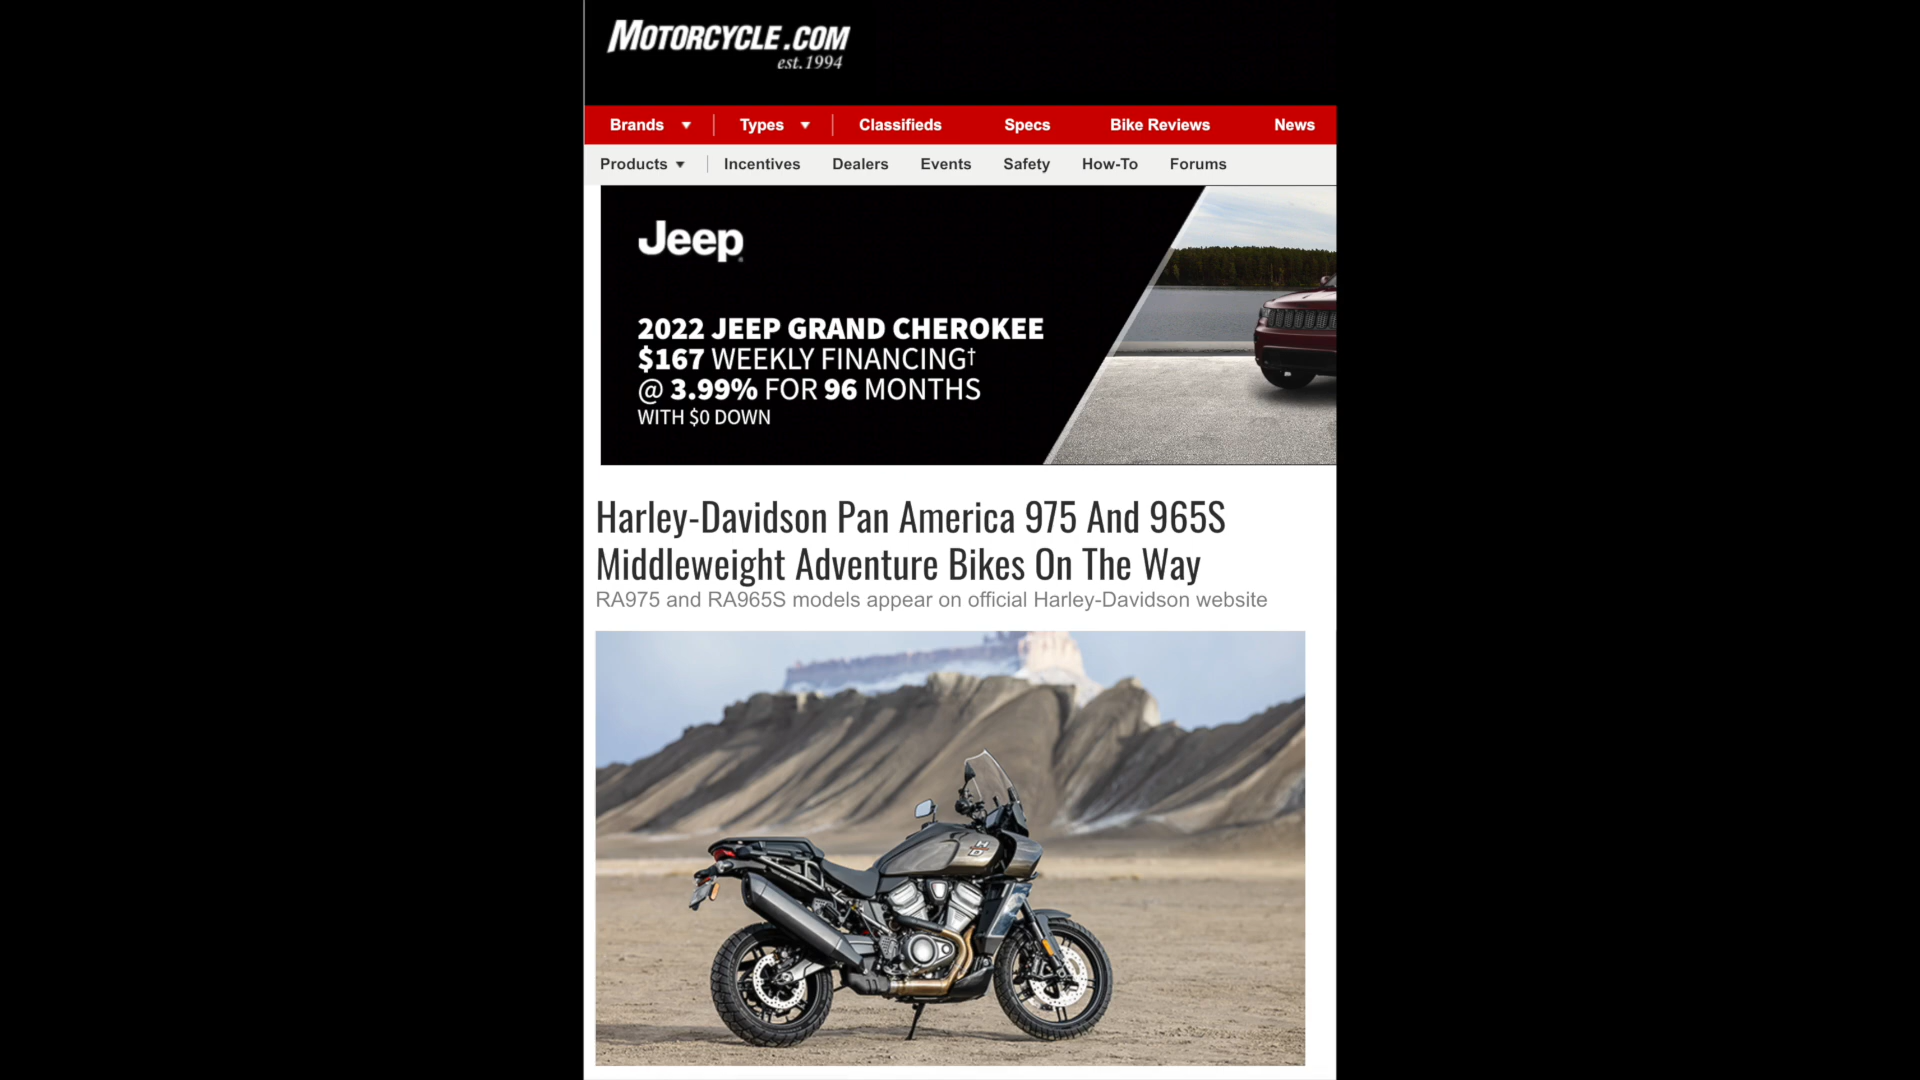 MOTORCYCLE.COM
est.1994
Brands Types Classifieds Specs Bike Reviews News
Products Incentives Dealers Events Safety How-To Forums
Jeep
2022 JEEP GRAND CHEROKEE
$167 WEEKLY FINANCING†
@ 3.99% FOR 96 MONTHS
WITH $0 DOWN
Harley-Davidson Pan America 975 And 965S
Middleweight Adventure Bikes On The Way
RA975 and RA965S models appear on official Harley-Davidson website
H
D